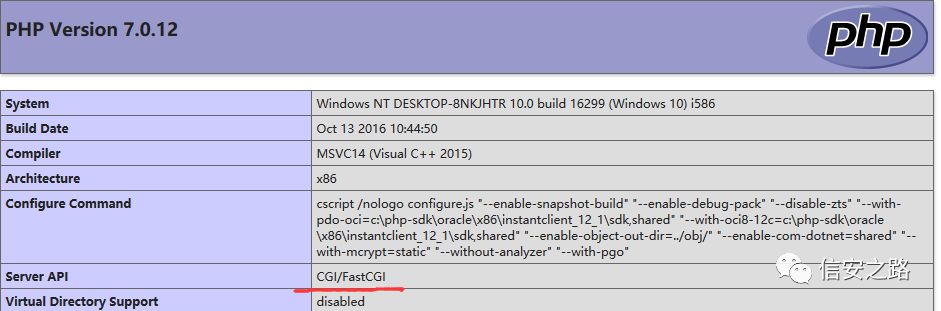 PHP Version 7.0.12
php
System Windows NT DESKTOP-8NKJHTR 10.0 build 16299 (Windows 10) i586
Build Date Oct 13 2016 10:44:50
Compiler MSVC14 (Visual C++ 2015)
Architecture x86
Configure Command cscript /nologo configure.js "--enable-snapshot-build" "--enable-debug-pack" "--disable-zts" "--with-
pdo-oci=c:\php-sdk\oracle\x86\instantclient_12_1\sdk,shared" "--with-oci8-12c=c:\php-sdk\oracle
\x86\instantclient_12_1\sdk,shared" "--enable-object-out-dir=../obj/" "--enable-com-dotnet=shared" "--
with-mcrypt=static" "--without-analyzer" "--with-pgo"
Server API CGI/FastCGI
信安之路
Virtual Directory Support disabled